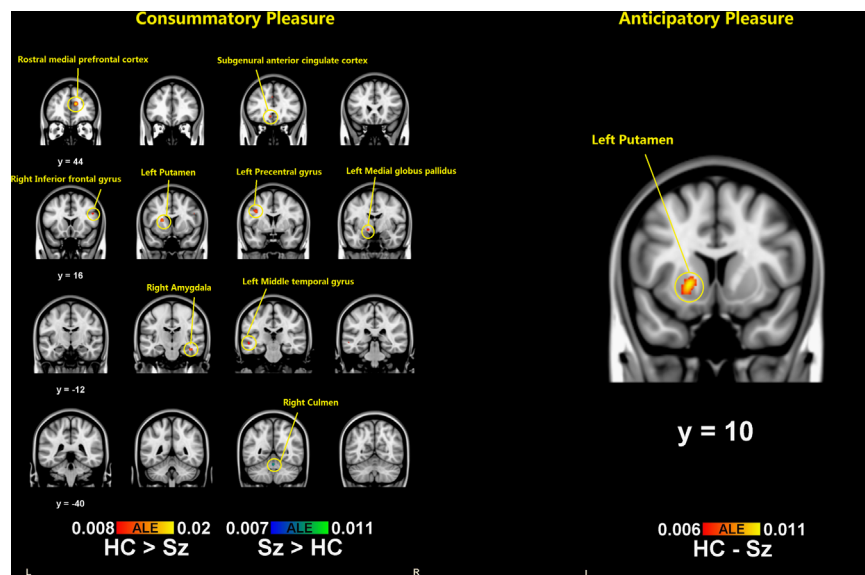 Consummatory Pleasure
Anticipatory Pleasure
Rostral medial prefrontal cortex
Subgenural anterior cingulate cortex
y = 44
Left Putamen
Right Inferior frontal gyrus
Left Putamen
Left Precentral gyrus
Left Medial globus pallidus
y = 16
Right Amygdala
Left Middle temporal gyrus
y = -12
Right Culmen
y = 10
y = -40
0.008 ALE 0.02
0.007 ALE 0.011
0.006 ALE 0.011
HC > Sz
Sz > HC
HC - Sz
L
R